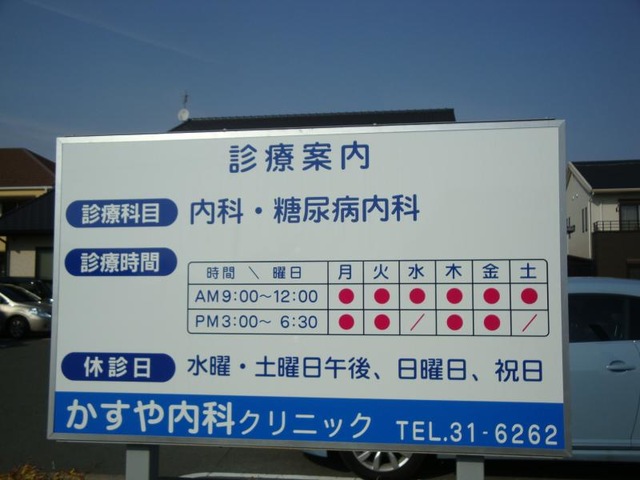 診療案内
診療科目 内科・糖尿病内科
診療時間
時間 \ 曜日 月 火 水 木 金 土
AM9:00～12:00 ● ● ● ● ● ●
PM3:00～ 6:30 ● ● / ● ● /
休診日 水曜・土曜日午後、日曜日、祝日
かすや内科クリニック TEL.31-6262